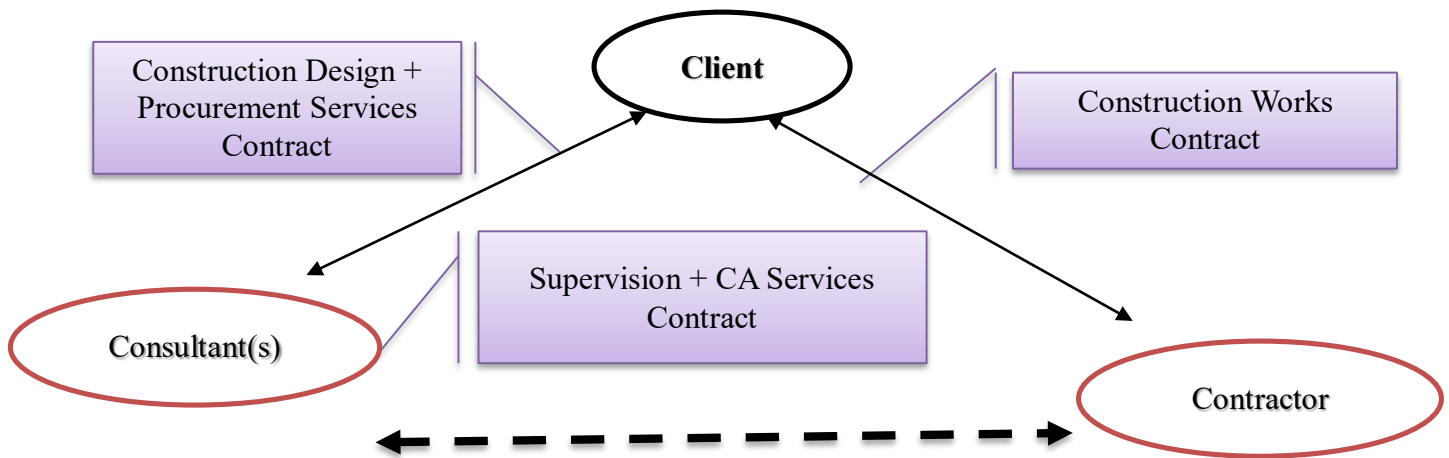 Client
Construction Design +
Procurement Services
Contract
Construction Works
Contract
Supervision + CA Services
Contract
Consultant(s)
Contractor